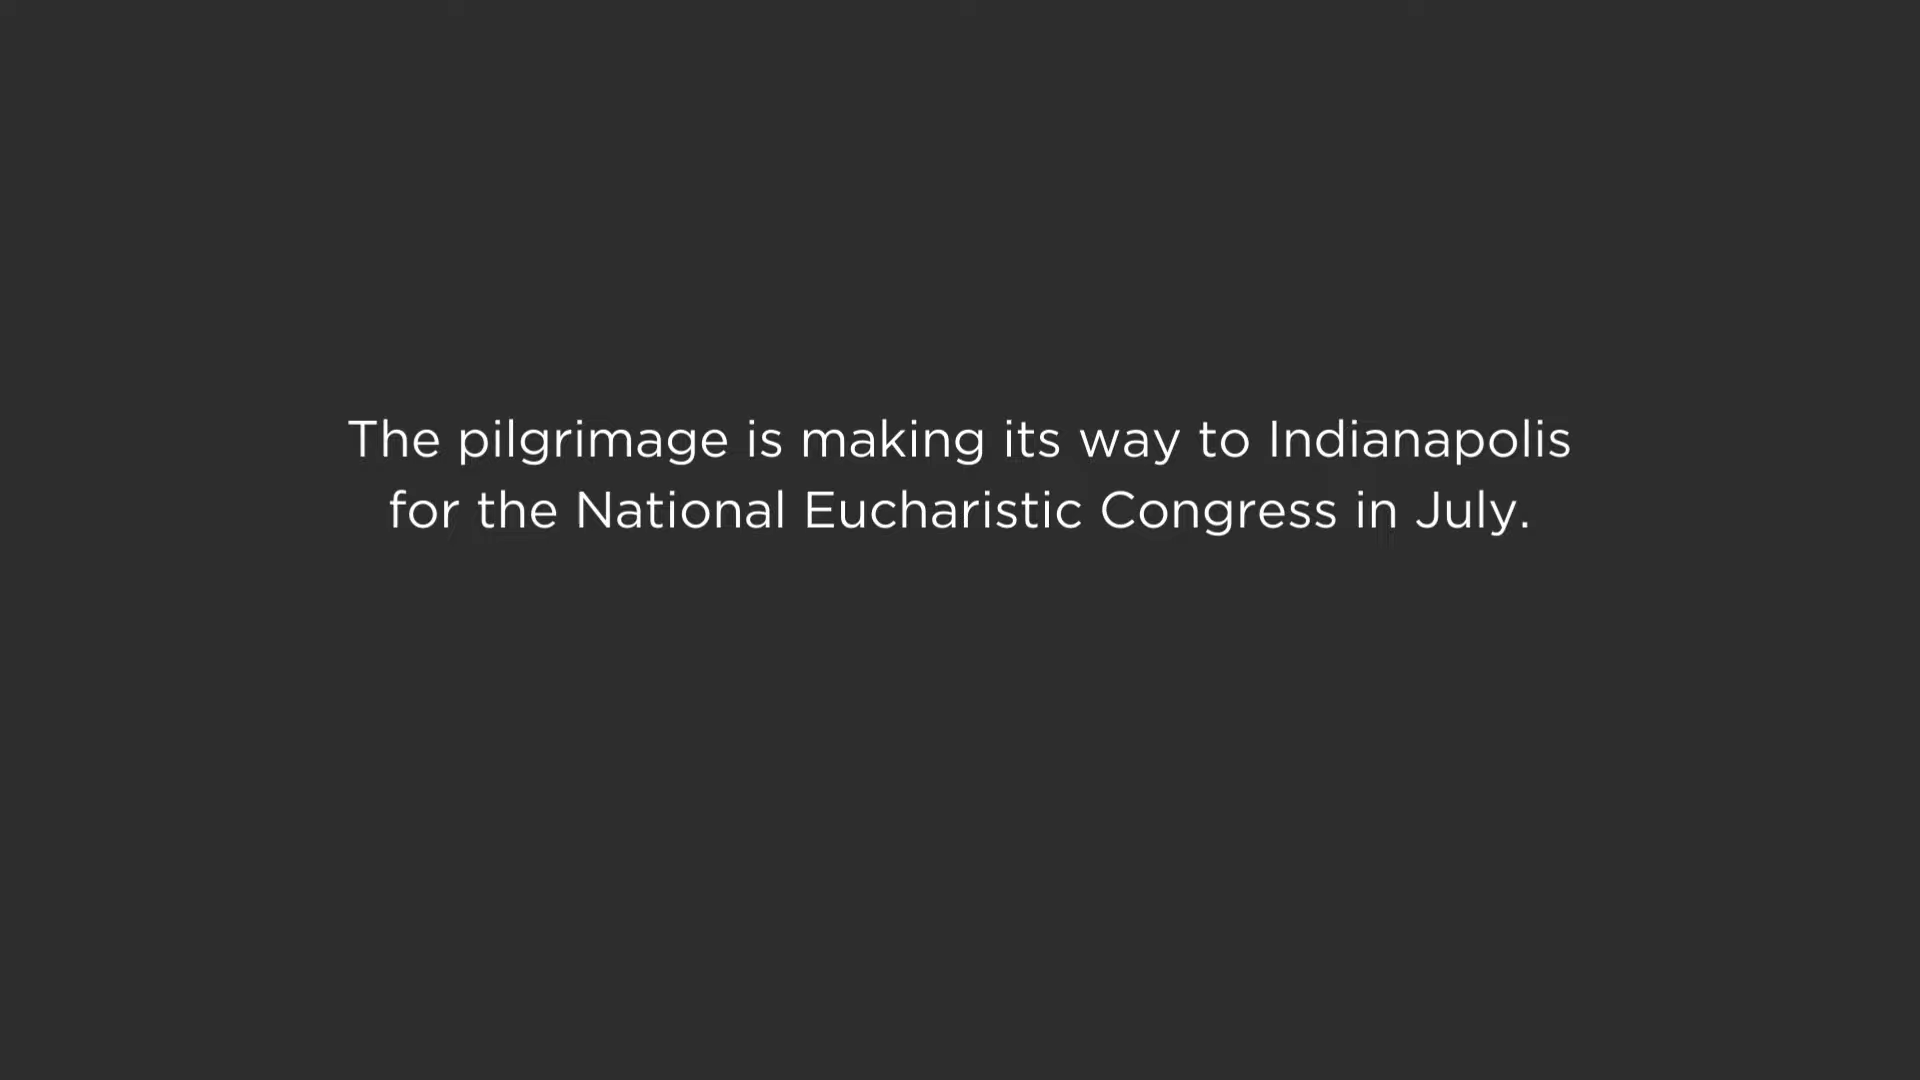 The pilgrimage is making its way to Indianapolis
for the National Eucharistic Congress in July.